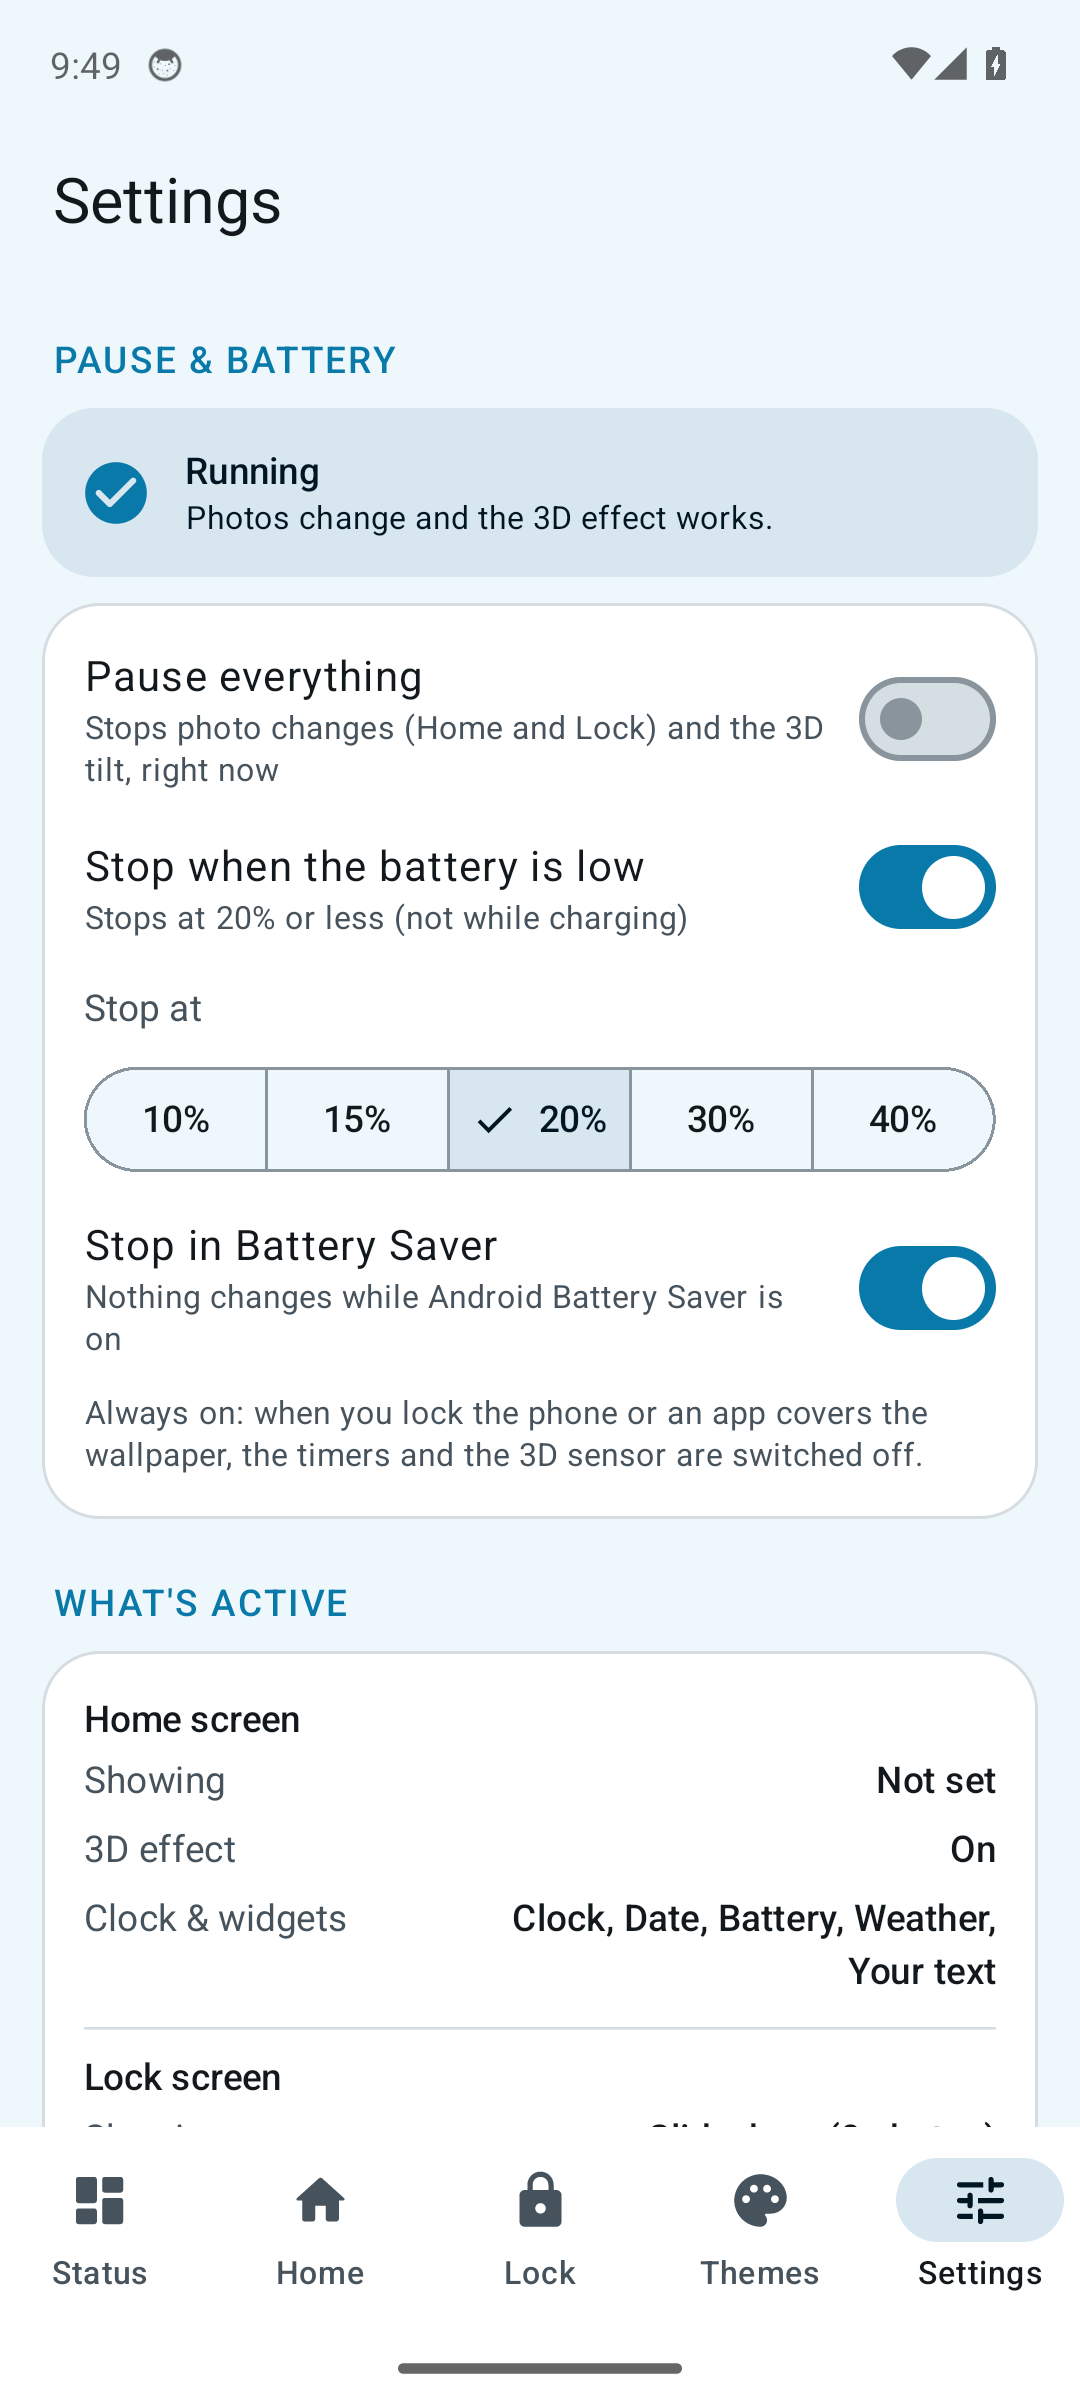 9:49
Settings
PAUSE & BATTERY
Running
Photos change and the 3D effect works.
Pause everything
Stops photo changes (Home and Lock) and the 3D
tilt, right now
Stop when the battery is low
Stops at 20% or less (not while charging)
Stop at
10% 15% 20% 30% 40%
Stop in Battery Saver
Nothing changes while Android Battery Saver is
on
Always on: when you lock the phone or an app covers the
wallpaper, the timers and the 3D sensor are switched off.
WHAT'S ACTIVE
Home screen
Showing Not set
3D effect On
Clock & widgets Clock, Date, Battery, Weather,
Your text
Lock screen
Status Home Lock Themes Settings